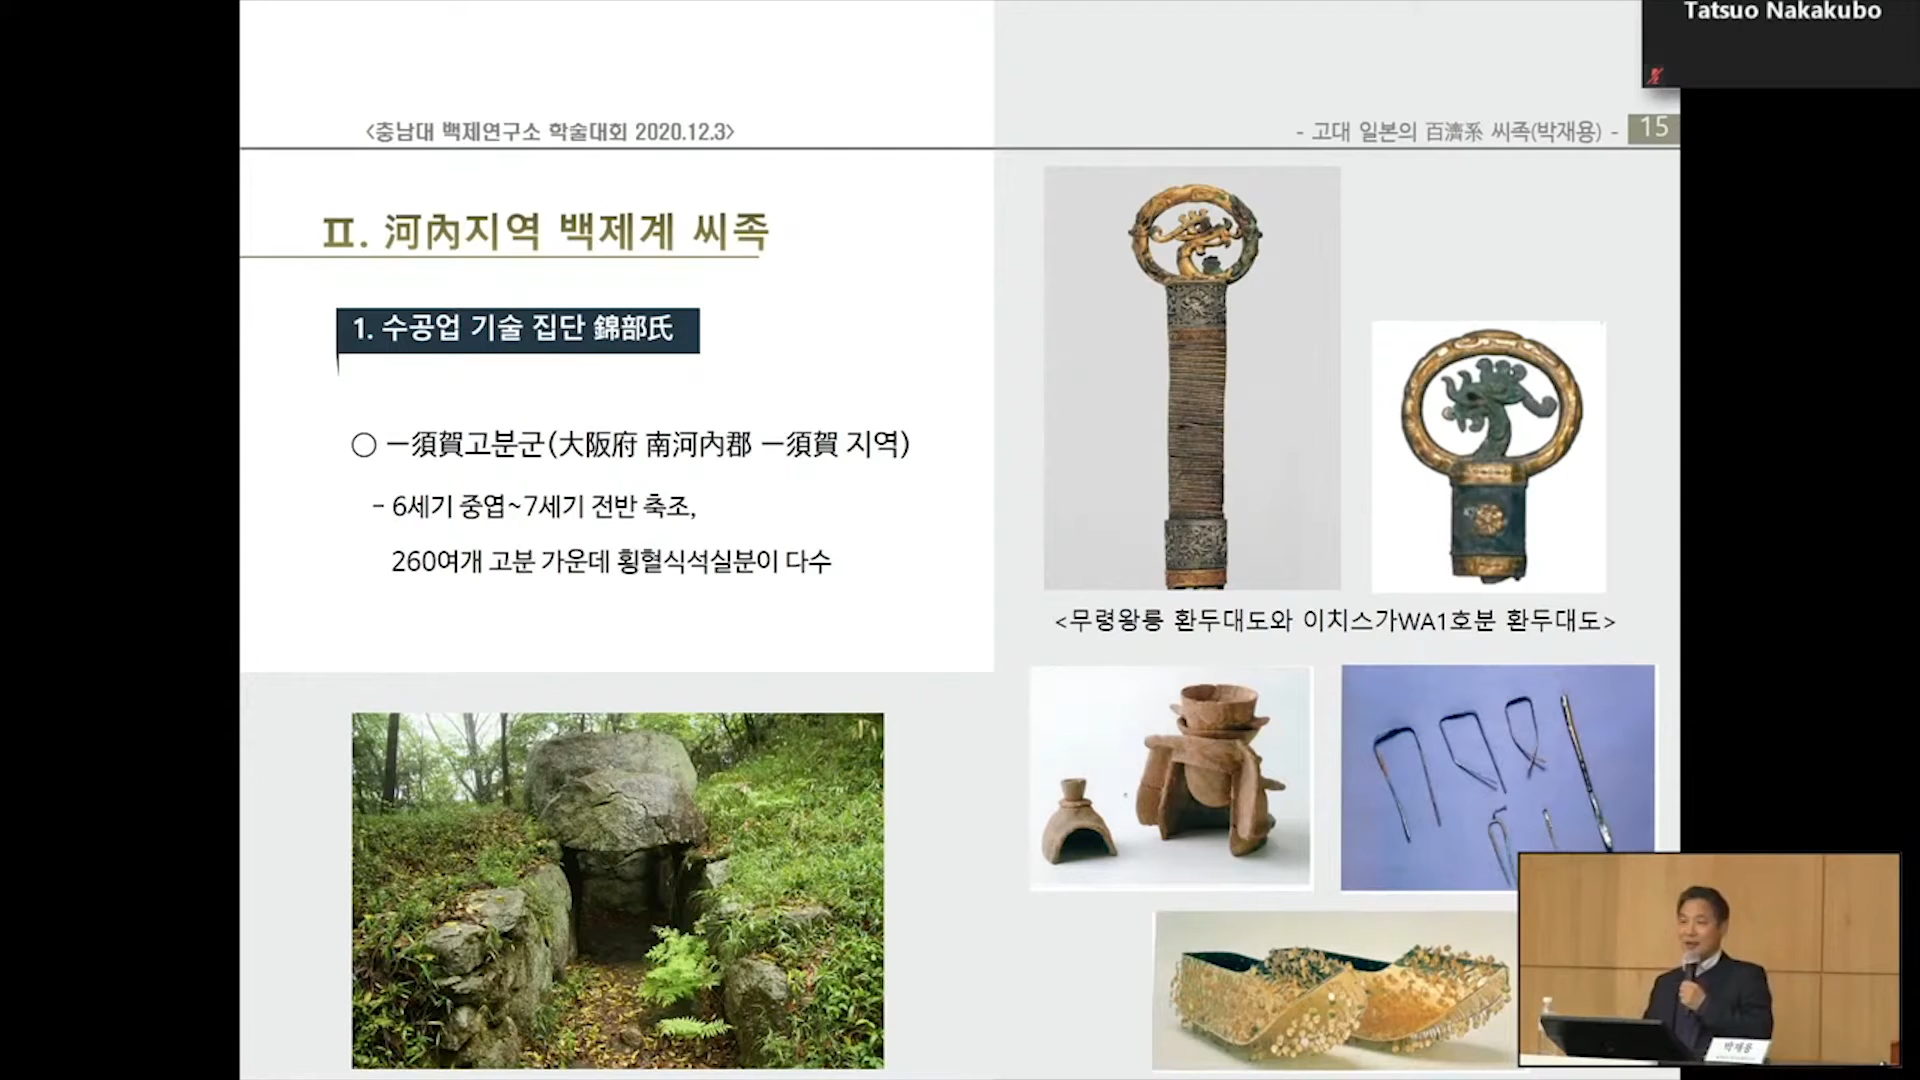 Tatsuo Nakakubo
<충남대 백제연구소 학술대회 2020.12.3>
- 고대 일본의 百濟系 씨족(박재용) -
15
Ⅱ. 河內지역 백제계 씨족
1. 수공업 기술 집단 錦部氏
○ 一須賀고분군(大阪府 南河內郡 一須賀 지역)
- 6세기 중엽~7세기 전반 축조,
260여개 고분 가운데 횡혈식석실분이 다수
<무령왕릉 환두대도와 이치스가WA1호분 환두대도>
박재용